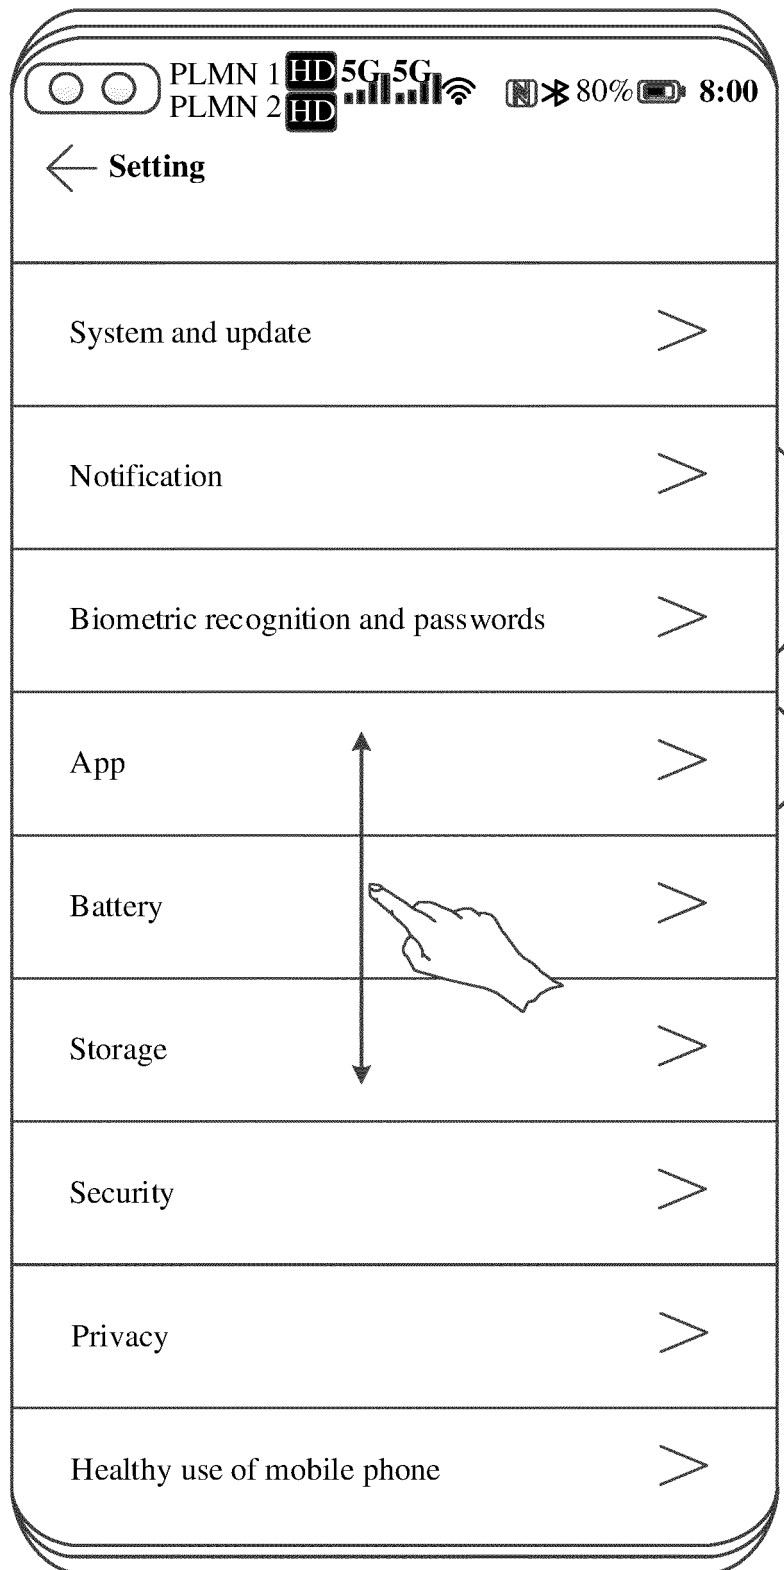 PLMN 1 HD 5G 5G
PLMN 2 HD
N 80% 8:00
Setting
System and update
Notification
Biometric recognition and passwords
App
Battery
Storage
Security
Privacy
Healthy use of mobile phone